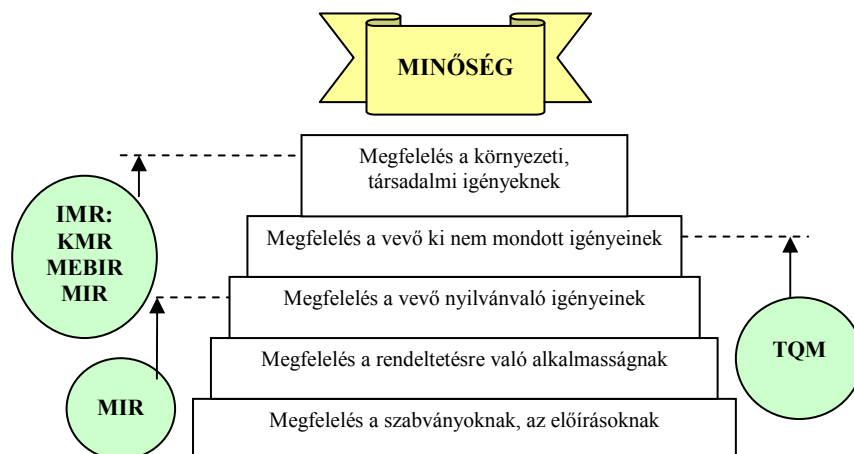 MINŐSÉG
Megfelelés a környezeti,
társadalmi igényeknek
IMR:
KMR
MEBIR
MIR
Megfelelés a vevő ki nem mondott igényeinek
Megfelelés a vevő nyilvánvaló igényeinek
TQM
Megfelelés a rendeltetésre való alkalmasságnak
MIR
Megfelelés a szabványoknak, az előírásoknak